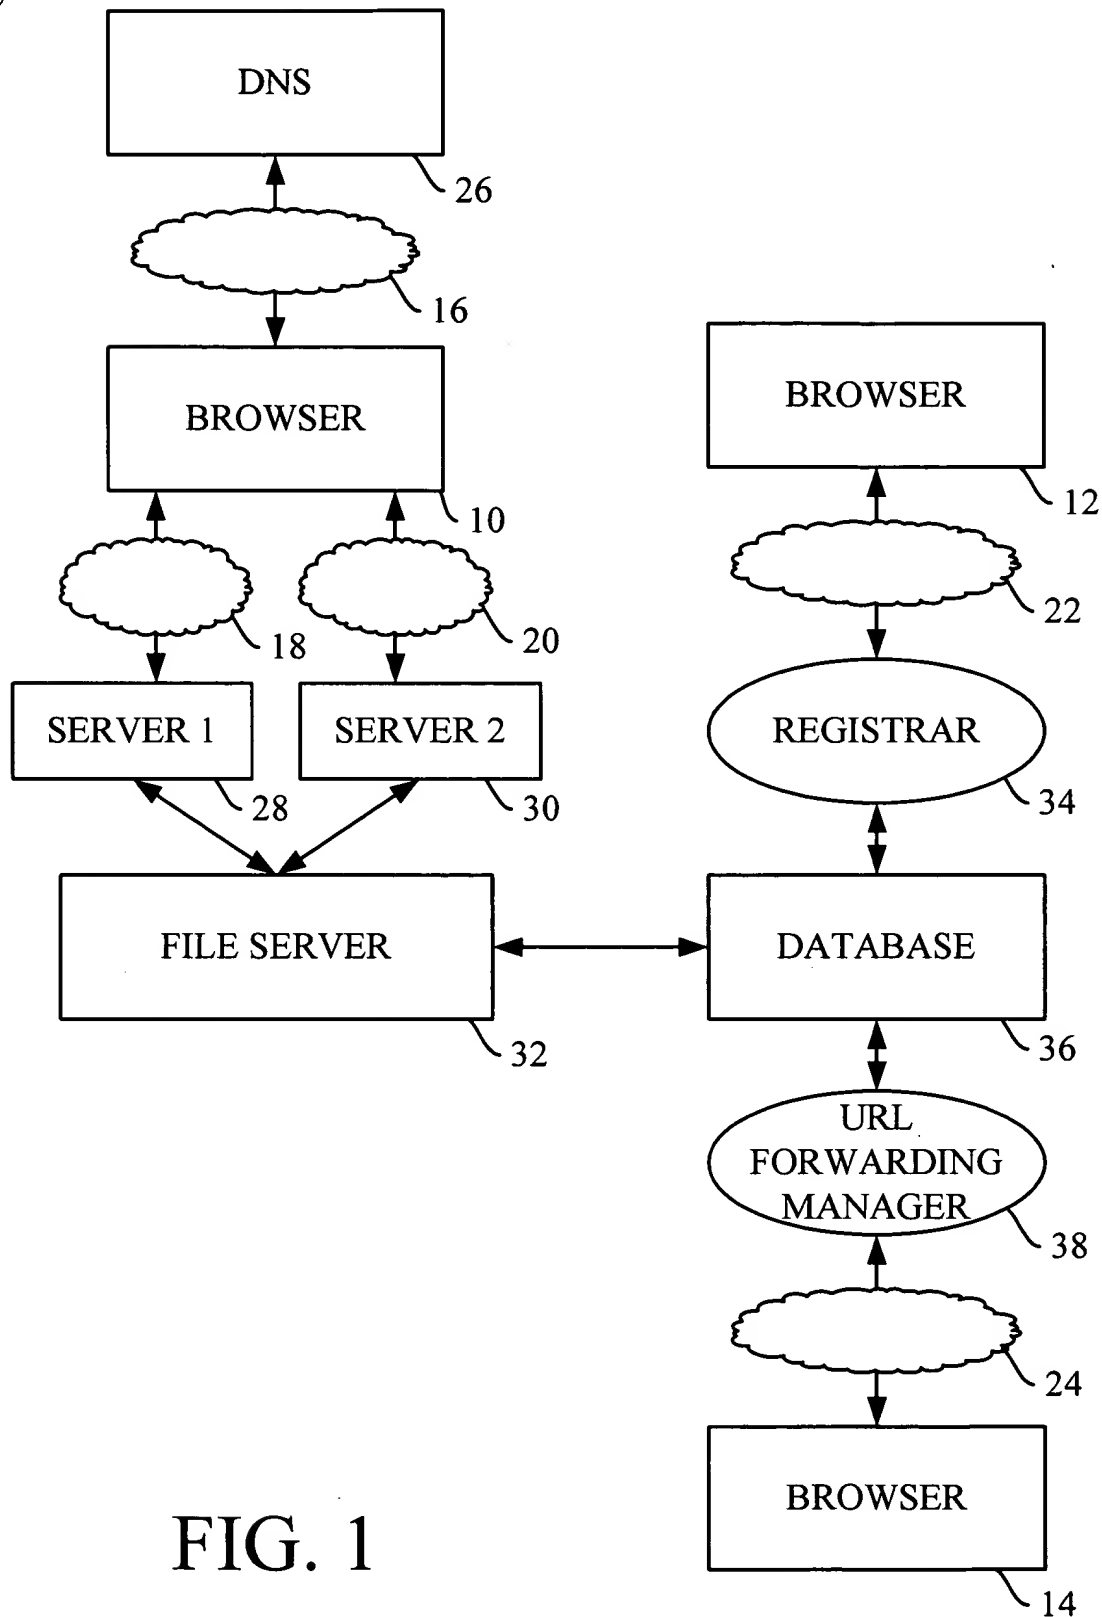 DNS
26
16
BROWSER
10
BROWSER
12
18
20
22
SERVER 1
28
SERVER 2
30
REGISTRAR
34
FILE SERVER
32
DATABASE
36
URL
FORWARDING
MANAGER
38
24
BROWSER
14
FIG. 1